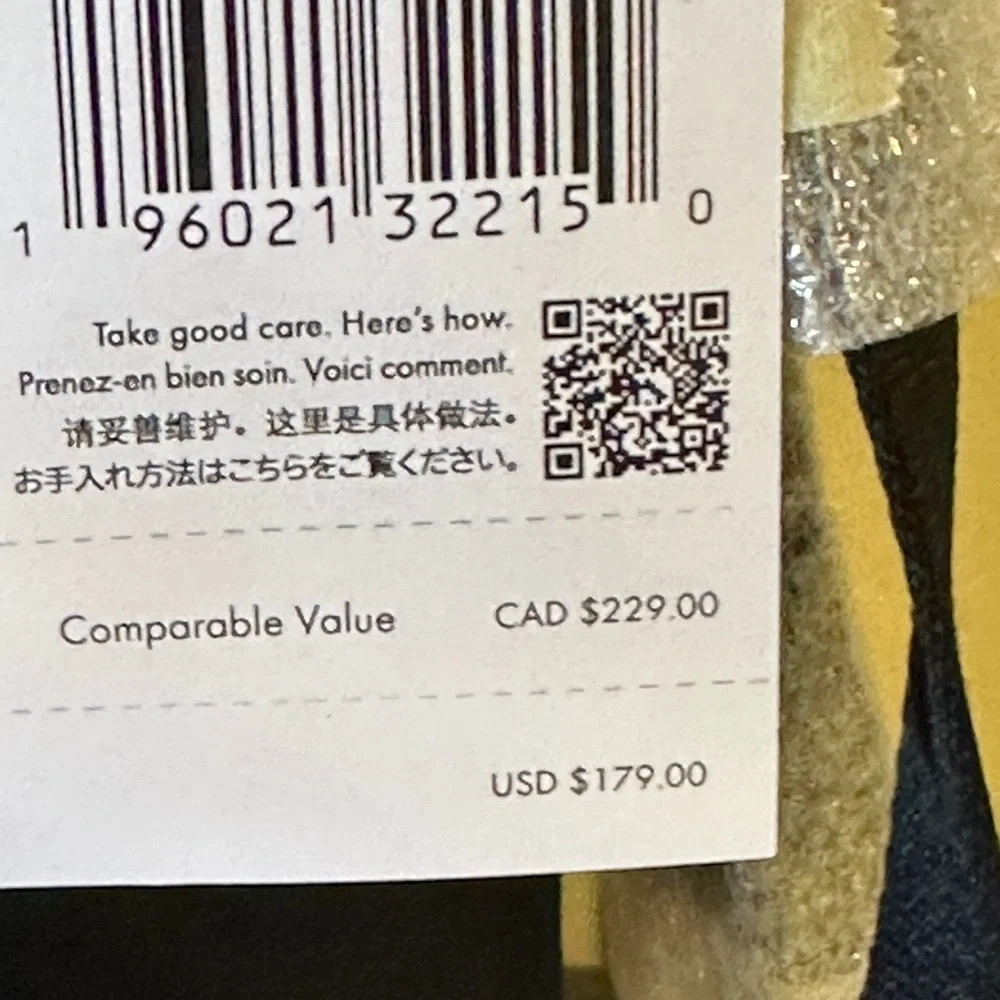 1 96021 32215 0
Take good care. Here's how.
Prenez-en bien soin. Voici comment.
请妥善维护。这里是具体做法。
お手入れ方法はこちらをご覧ください。
Comparable Value CAD $229.00
USD $179.00